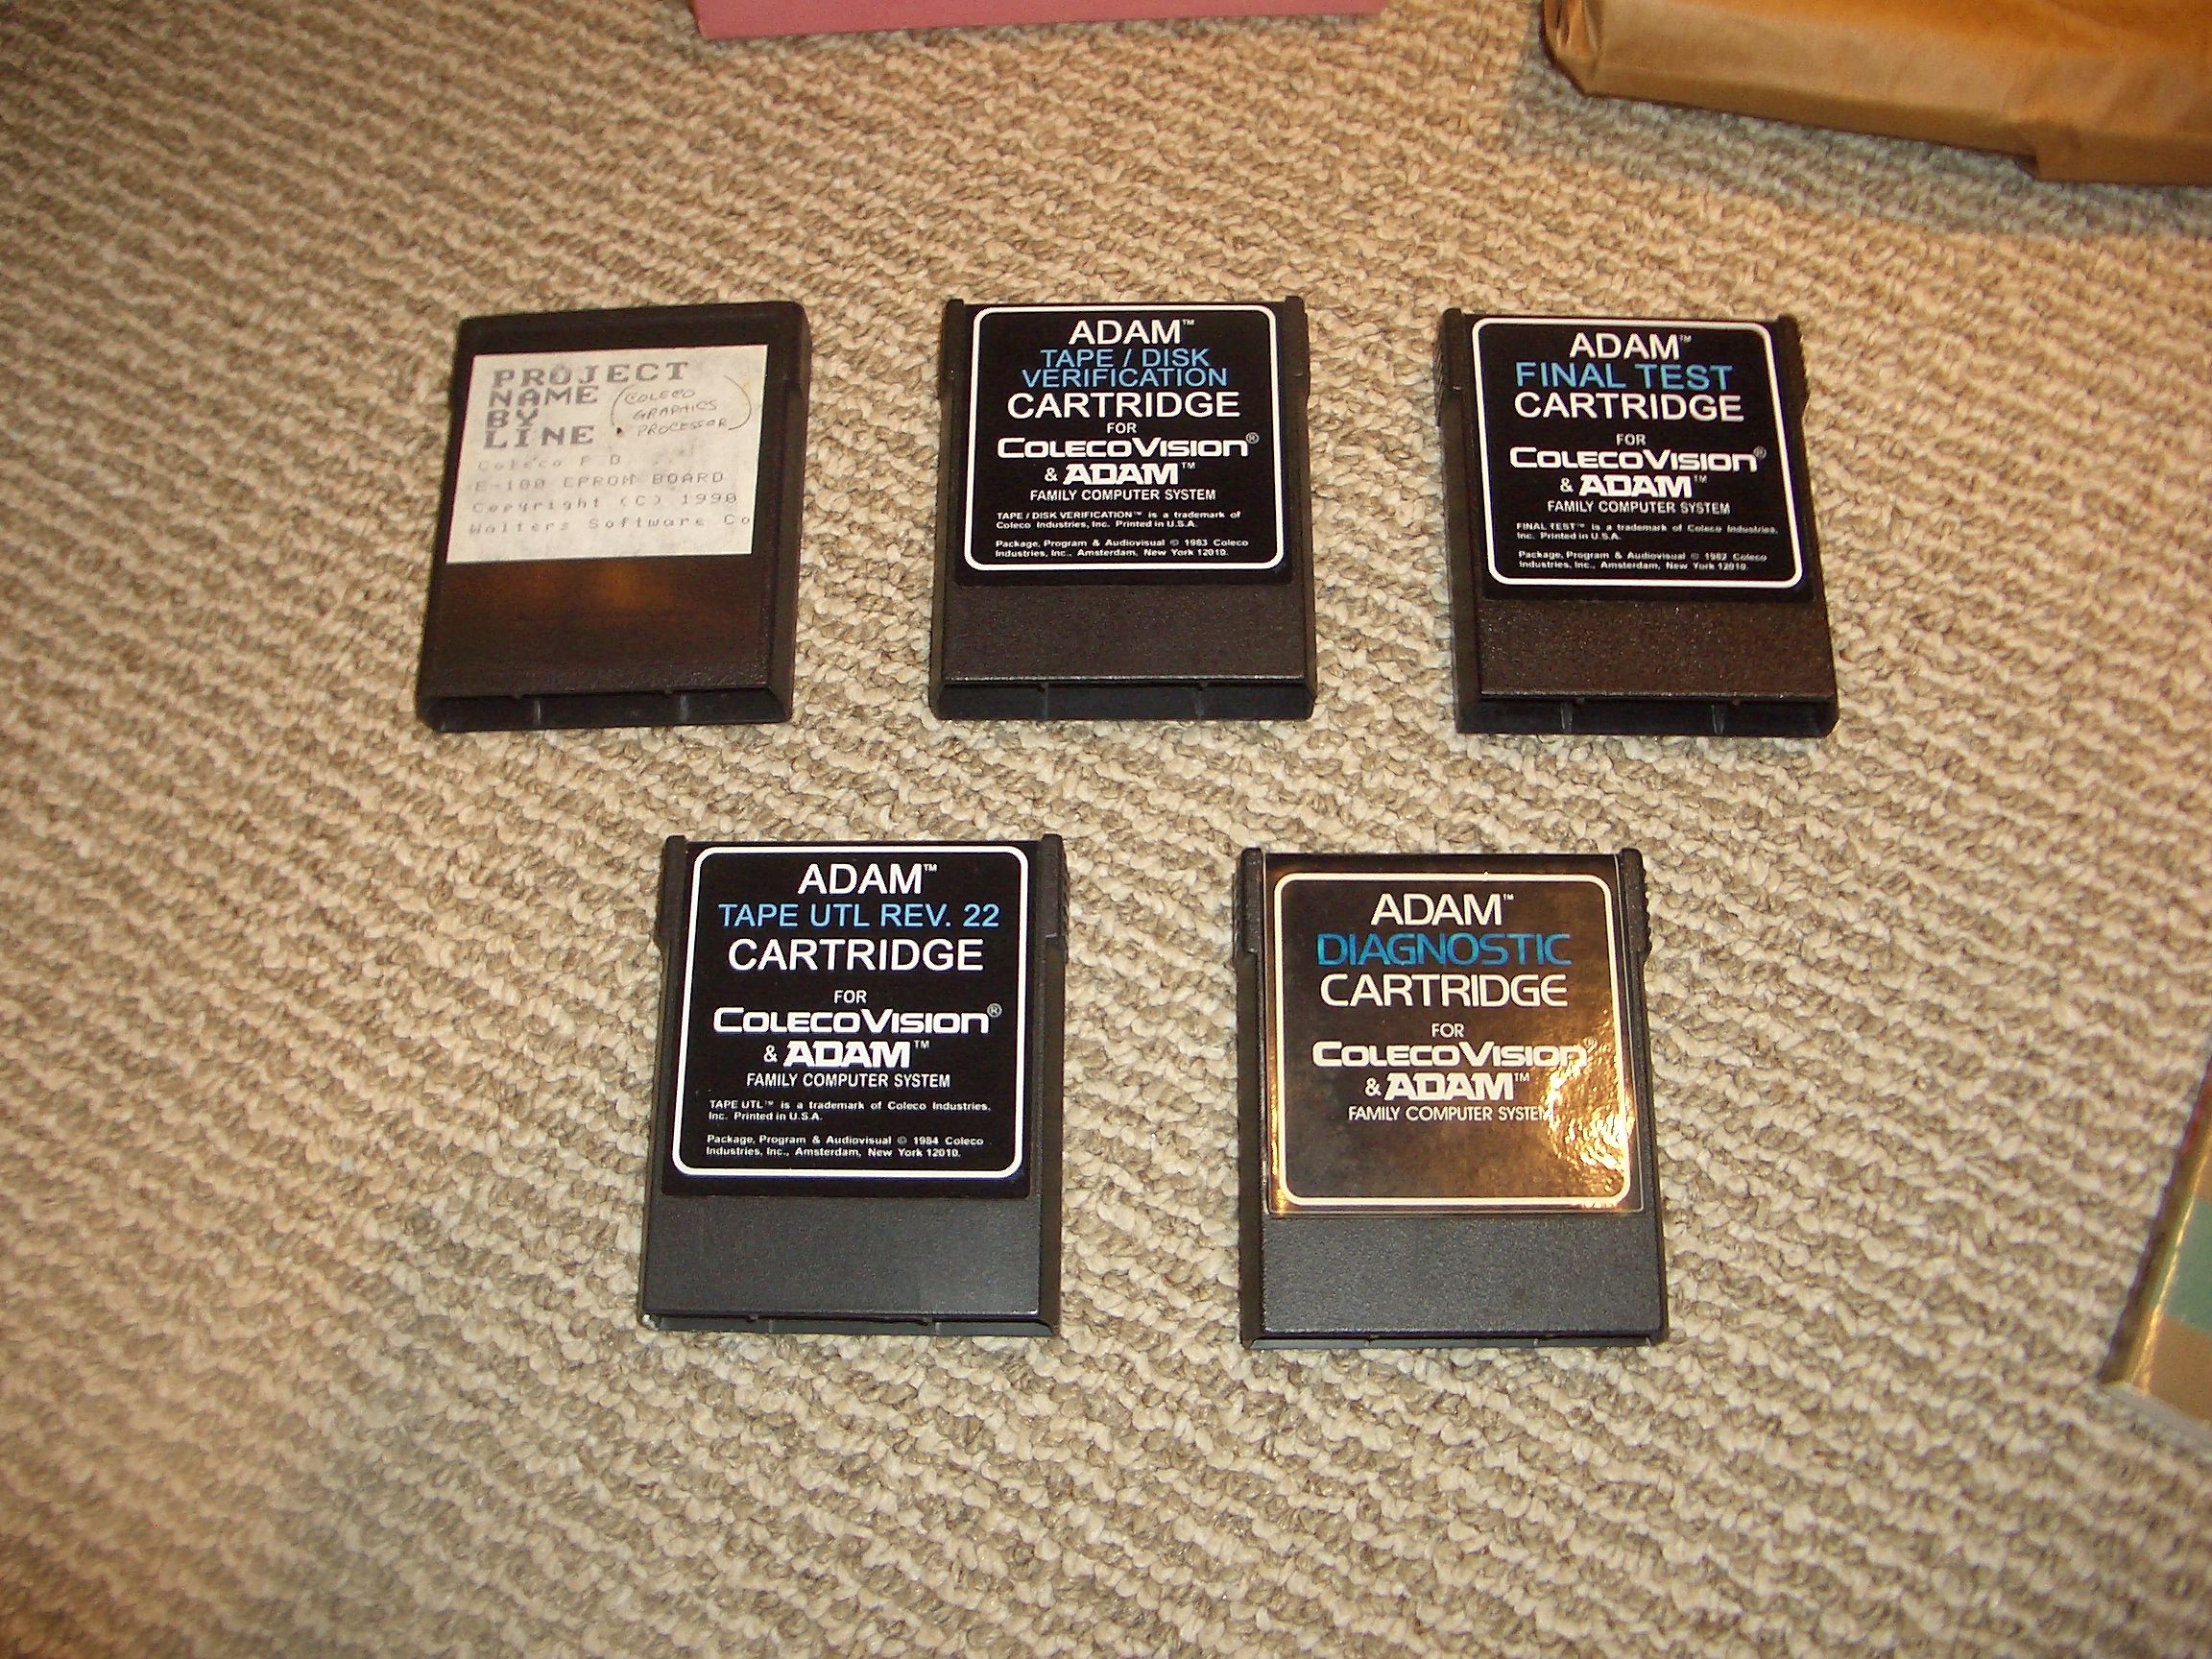 PROJECT
NAME
BY
LINE
(COLECO
GRAPHICS
PROCESSOR)
Coleco P D
E-100 EPROM BOARD
Copyright (C) 1990
Walters Software Co
ADAM™
TAPE / DISK
VERIFICATION
CARTRIDGE
FOR
COLECOVISION®
& ADAM™
FAMILY COMPUTER SYSTEM
TAPE / DISK VERIFICATION™ is a trademark of
Coleco Industries, Inc. Printed in U.S.A.
Package, Program & Audiovisual © 1983 Coleco
Industries, Inc., Amsterdam, New York 12010.
ADAM™
FINAL TEST
CARTRIDGE
FOR
COLECOVISION®
& ADAM™
FAMILY COMPUTER SYSTEM
FINAL TEST™ is a trademark of Coleco Industries,
Inc. Printed in U.S.A.
Package, Program & Audiovisual © 1982 Coleco
Industries, Inc., Amsterdam, New York 12010.
ADAM™
TAPE UTL REV. 22
CARTRIDGE
FOR
COLECOVISION®
& ADAM™
FAMILY COMPUTER SYSTEM
TAPE UTL™ is a trademark of Coleco Industries,
Inc. Printed in U.S.A.
Package, Program & Audiovisual © 1984 Coleco
Industries, Inc., Amsterdam, New York 12010.
ADAM™
DIAGNOSTIC
CARTRIDGE
FOR
COLECOVISION®
& ADAM™
FAMILY COMPUTER SYSTEM